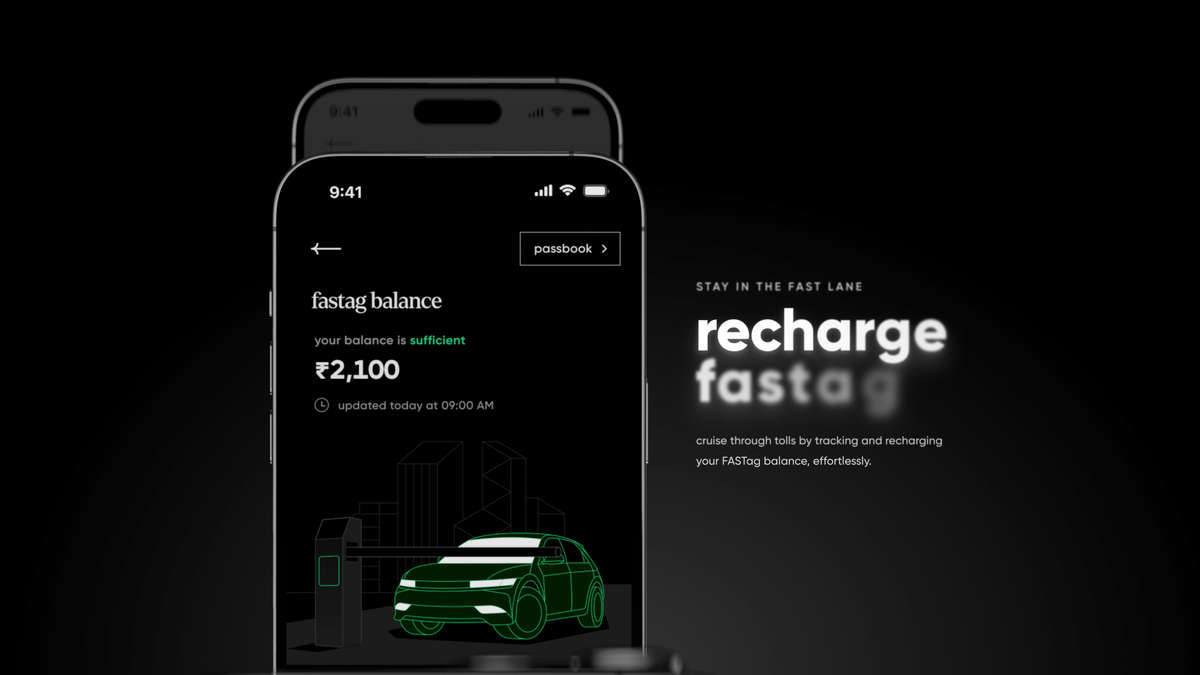 9:41
9:41
passbook
fastag balance
your balance is sufficient
₹2,100
updated today at 09:00 AM
STAY IN THE FAST LANE
recharge
fastag
cruise through tolls by tracking and recharging
your FASTag balance, effortlessly.